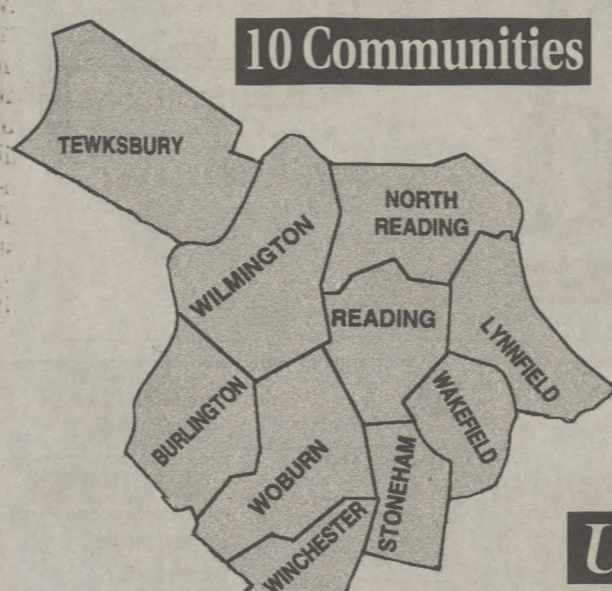 10 Communities
TEWKSBURY
NORTH
READING
WILMINGTON
READING
LYNNFIELD
BURLINGTON
WAKEFIELD
WOBURN
STONEHAM
WINCHESTER
U